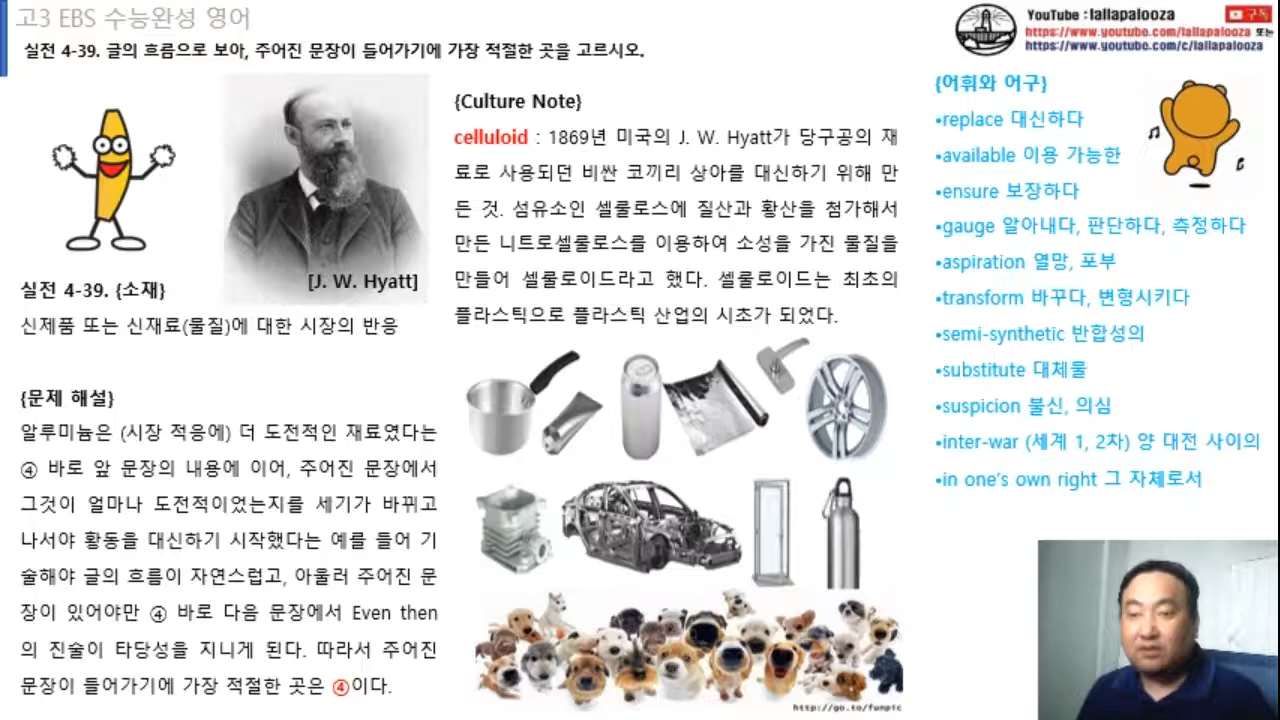 고3 EBS 수능완성 영어
실전 4-39. 글의 흐름으로 보아, 주어진 문장이 들어가기에 가장 적절한 곳을 고르시오.
YouTube : lallapalooza
구독
https://www.youtube.com/lallapalooza 또는
https://www.youtube.com/c/lallapalooza
[J. W. Hyatt]
실전 4-39. {소재}
신제품 또는 신재료(물질)에 대한 시장의 반응
{문제 해설}
알루미늄은 (시장 적응에) 더 도전적인 재료였다는
④ 바로 앞 문장의 내용에 이어, 주어진 문장에서
그것이 얼마나 도전적이었는지를 세기가 바뀌고
나서야 황동을 대신하기 시작했다는 예를 들어 기
술해야 글의 흐름이 자연스럽고, 아울러 주어진 문
장이 있어야만 ④ 바로 다음 문장에서 Even then
의 진술이 타당성을 지니게 된다. 따라서 주어진
문장이 들어가기에 가장 적절한 곳은 ④이다.
{Culture Note}
celluloid : 1869년 미국의 J. W. Hyatt가 당구공의 재
료로 사용되던 비싼 코끼리 상아를 대신하기 위해 만
든 것. 섬유소인 셀룰로스에 질산과 황산을 첨가해서
만든 니트로셀룰로스를 이용하여 소성을 가진 물질을
만들어 셀룰로이드라고 했다. 셀룰로이드는 최초의
플라스틱으로 플라스틱 산업의 시초가 되었다.
http://go.to/funpic
{어휘와 어구}
•replace 대신하다
•available 이용 가능한
•ensure 보장하다
•gauge 알아내다, 판단하다, 측정하다
•aspiration 열망, 포부
•transform 바꾸다, 변형시키다
•semi-synthetic 반합성의
•substitute 대체물
•suspicion 불신, 의심
•inter-war (세계 1, 2차) 양 대전 사이의
•in one's own right 그 자체로서